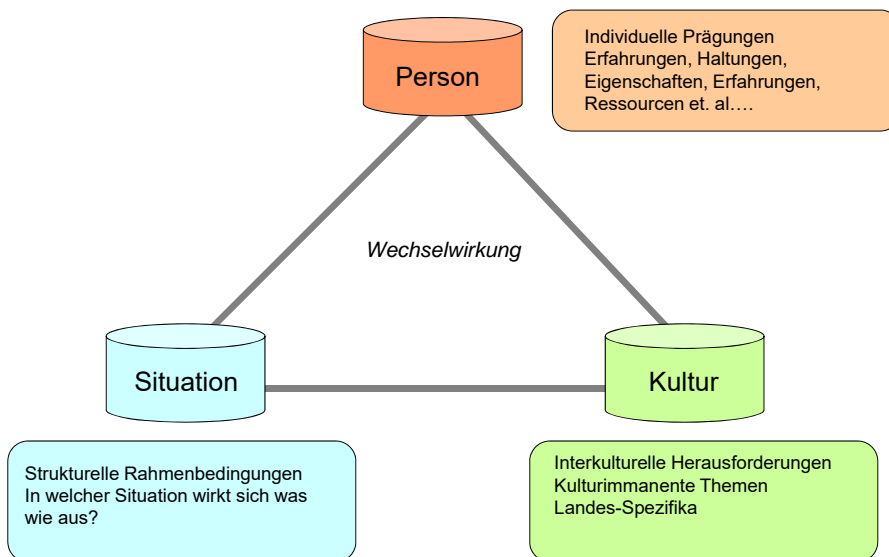 Person
Individuelle Prägungen
Erfahrungen, Haltungen,
Eigenschaften, Erfahrungen,
Ressourcen et. al….
Wechselwirkung
Situation
Kultur
Strukturelle Rahmenbedingungen
In welcher Situation wirkt sich was
wie aus?
Interkulturelle Herausforderungen
Kulturimmanente Themen
Landes-Spezifika